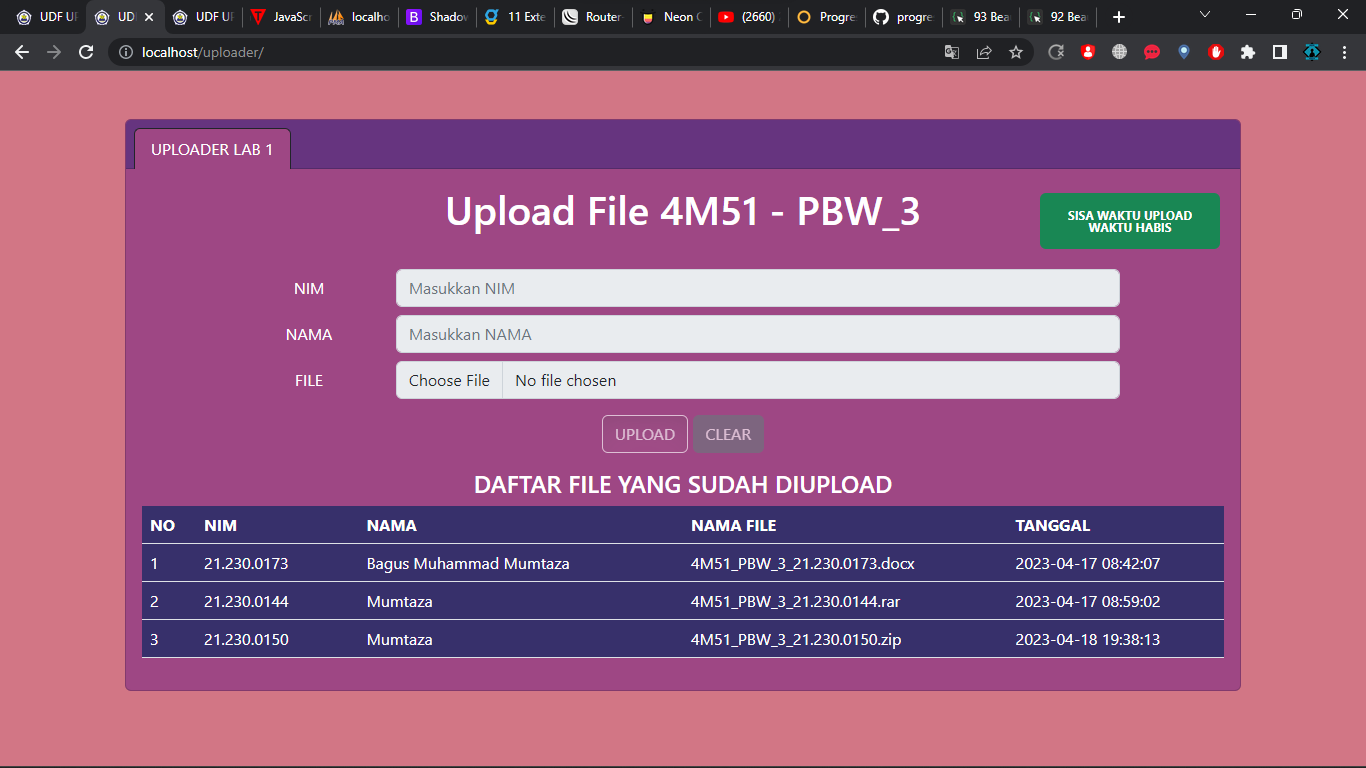 UDF UP
UDF
UDF UP
JavaScr
localho
Shadov
11 Exte
Router
Neon C
(2660)
Progre
progre
93 Bea
92 Bea
localhost/uploader/
UPLOADER LAB 1
Upload File 4M51 - PBW_3
SISA WAKTU UPLOAD
WAKTU HABIS
NIM Masukkan NIM
NAMA Masukkan NAMA
FILE Choose File No file chosen
UPLOAD CLEAR
DAFTAR FILE YANG SUDAH DIUPLOAD
NO NIM NAMA NAMA FILE TANGGAL
1 21.230.0173 Bagus Muhammad Mumtaza 4M51_PBW_3_21.230.0173.docx 2023-04-17 08:42:07
2 21.230.0144 Mumtaza 4M51_PBW_3_21.230.0144.rar 2023-04-17 08:59:02
3 21.230.0150 Mumtaza 4M51_PBW_3_21.230.0150.zip 2023-04-18 19:38:13